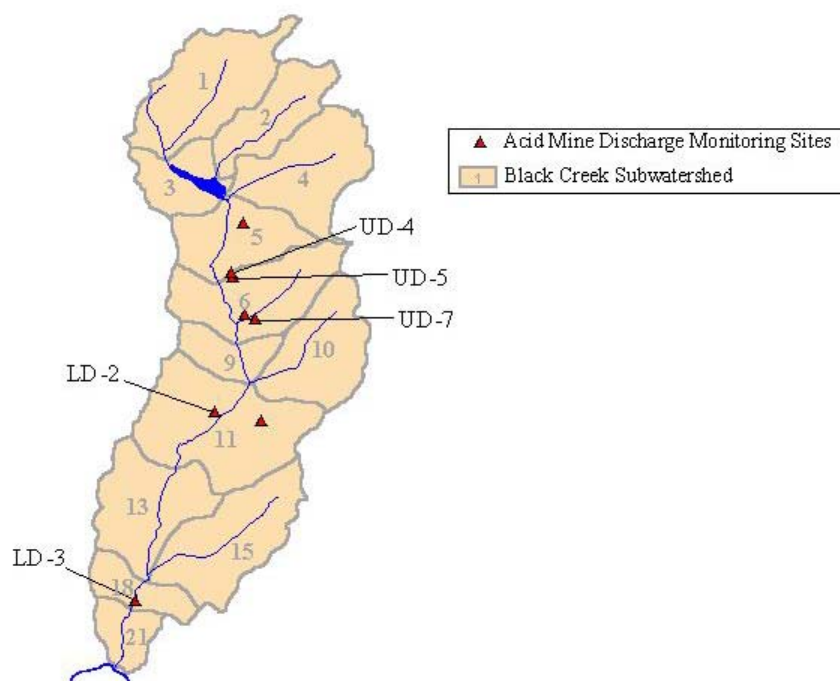 1
2
Acid Mine Discharge Monitoring Sites
1 Black Creek Subwatershed
3
4
5
UD-4
UD-5
6
UD-7
9
10
LD-2
11
13
15
LD-3
18
21